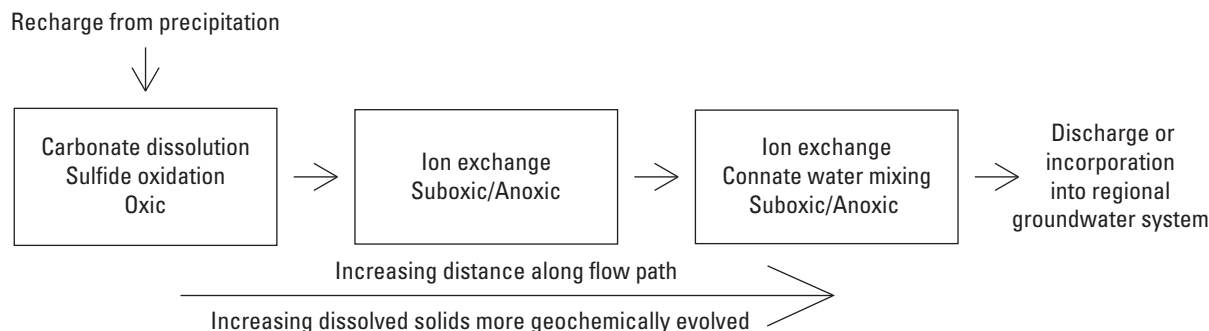 Recharge from precipitation
Carbonate dissolution
Sulfide oxidation
Oxic
Ion exchange
Suboxic/Anoxic
Ion exchange
Connate water mixing
Suboxic/Anoxic
Discharge or
incorporation
into regional
groundwater system
Increasing distance along flow path
Increasing dissolved solids more geochemically evolved